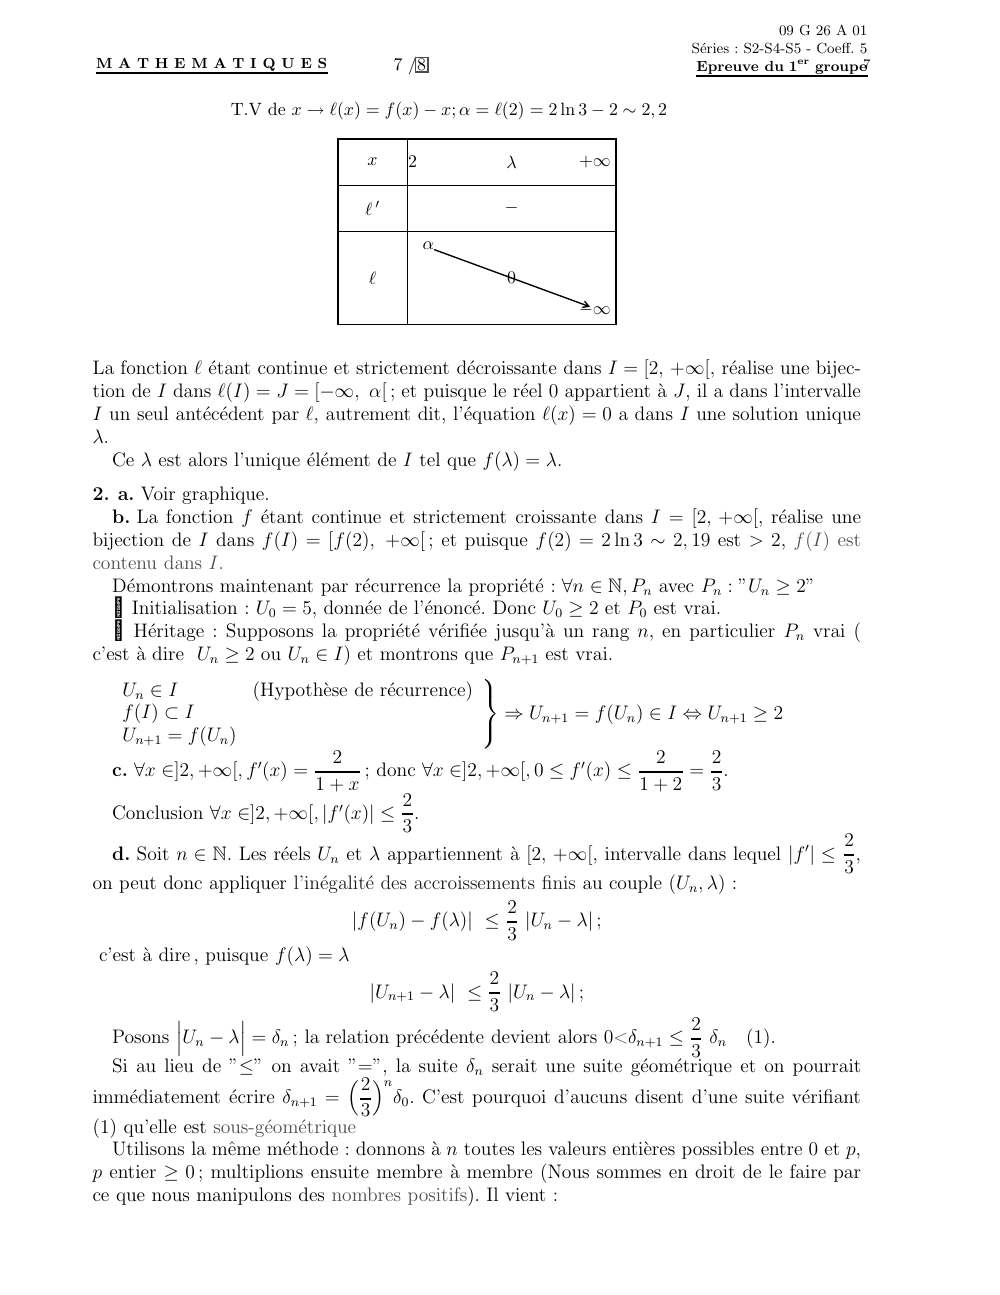 09 G 26 A 01
Séries : S2-S4-S5 - Coeff. 5
M A T H E M A T I Q U E S 7 /8 Epreuve du 1er groupe 7
T.V de x → ℓ(x) = f(x) − x; α = ℓ(2) = 2 ln 3 − 2 ∼ 2, 2
x 2 λ +∞
ℓ ′ −
α
ℓ 0
−∞
La fonction ℓ étant continue et strictement décroissante dans I = [2, +∞[, réalise une bijec-
tion de I dans ℓ(I) = J = [−∞, α[ ; et puisque le réel 0 appartient à J, il a dans l'intervalle
I un seul antécédent par ℓ, autrement dit, l'équation ℓ(x) = 0 a dans I une solution unique
λ.
Ce λ est alors l'unique élément de I tel que f(λ) = λ.
2. a. Voir graphique.
b. La fonction f étant continue et strictement croissante dans I = [2, +∞[, réalise une
bijection de I dans f(I) = [f(2), +∞[ ; et puisque f(2) = 2 ln 3 ∼ 2, 19 est > 2, f(I) est
contenu dans I.
Démontrons maintenant par récurrence la propriété : ∀n ∈ ℕ, Pn avec Pn : ”Un ≥ 2”
Initialisation : U0 = 5, donnée de l'énoncé. Donc U0 ≥ 2 et P0 est vrai.
Héritage : Supposons la propriété vérifiée jusqu'à un rang n, en particulier Pn vrai (
c'est à dire Un ≥ 2 ou Un ∈ I) et montrons que Pn+1 est vrai.
Un ∈ I (Hypothèse de récurrence)
f(I) ⊂ I
Un+1 = f(Un)
} ⇒ Un+1 = f(Un) ∈ I ⇔ Un+1 ≥ 2
c. ∀x ∈]2, +∞[, f′(x) = 2/(1 + x) ; donc ∀x ∈]2, +∞[, 0 ≤ f′(x) ≤ 2/(1 + 2) = 2/3.
Conclusion ∀x ∈]2, +∞[, |f′(x)| ≤ 2/3.
d. Soit n ∈ ℕ. Les réels Un et λ appartiennent à [2, +∞[, intervalle dans lequel |f′| ≤ 2/3,
on peut donc appliquer l'inégalité des accroissements finis au couple (Un, λ) :
|f(Un) − f(λ)| ≤ 2/3 |Un − λ| ;
c'est à dire , puisque f(λ) = λ
|Un+1 − λ| ≤ 2/3 |Un − λ| ;
Posons |Un − λ| = δn ; la relation précédente devient alors 0<δn+1 ≤ 2/3 δn (1).
Si au lieu de ”≤” on avait ”=”, la suite δn serait une suite géométrique et on pourrait
immédiatement écrire δn+1 = (2/3)^n δ0. C'est pourquoi d'aucuns disent d'une suite vérifiant
(1) qu'elle est sous-géométrique
Utilisons la même méthode : donnons à n toutes les valeurs entières possibles entre 0 et p,
p entier ≥ 0 ; multiplions ensuite membre à membre (Nous sommes en droit de le faire par
ce que nous manipulons des nombres positifs). Il vient :